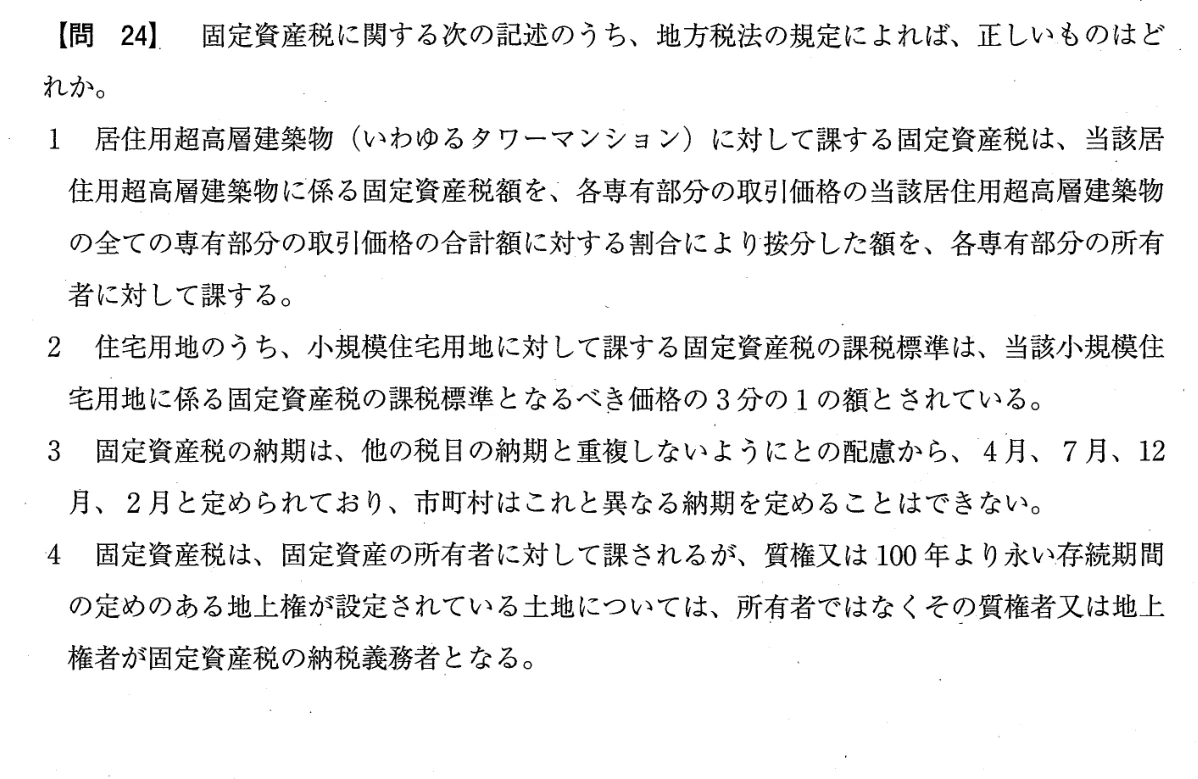 【問　24】　固定資産税に関する次の記述のうち、地方税法の規定によれば、正しいものはど
れか。
1　居住用超高層建築物（いわゆるタワーマンション）に対して課する固定資産税は、当該居
住用超高層建築物に係る固定資産税額を、各専有部分の取引価格の当該居住用超高層建築物
の全ての専有部分の取引価格の合計額に対する割合により按分した額を、各専有部分の所有
者に対して課する。
2　住宅用地のうち、小規模住宅用地に対して課する固定資産税の課税標準は、当該小規模住
宅用地に係る固定資産税の課税標準となるべき価格の3分の1の額とされている。
3　固定資産税の納期は、他の税目の納期と重複しないようにとの配慮から、4月、7月、12
月、2月と定められており、市町村はこれと異なる納期を定めることはできない。
4　固定資産税は、固定資産の所有者に対して課されるが、質権又は100年より永い存続期間
の定めのある地上権が設定されている土地については、所有者ではなくその質権者又は地上
権者が固定資産税の納税義務者となる。